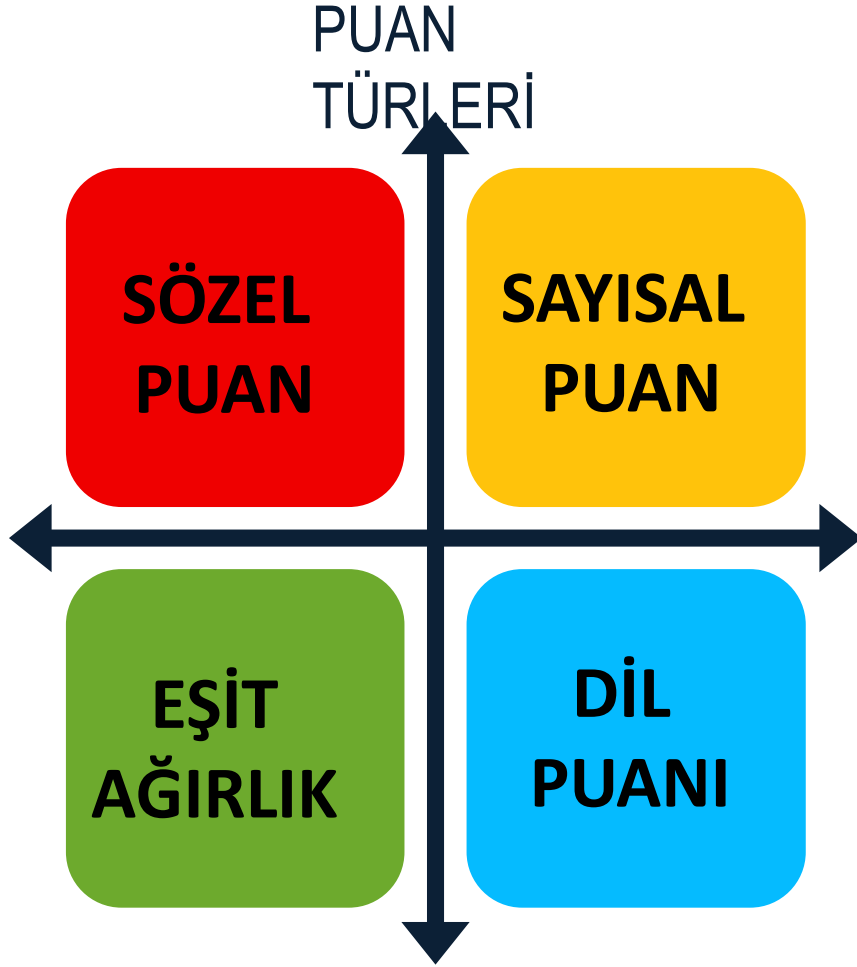 PUAN
TÜRLERİ
SÖZEL
PUAN
SAYISAL
PUAN
EŞİT
AĞIRLIK
DİL
PUANI